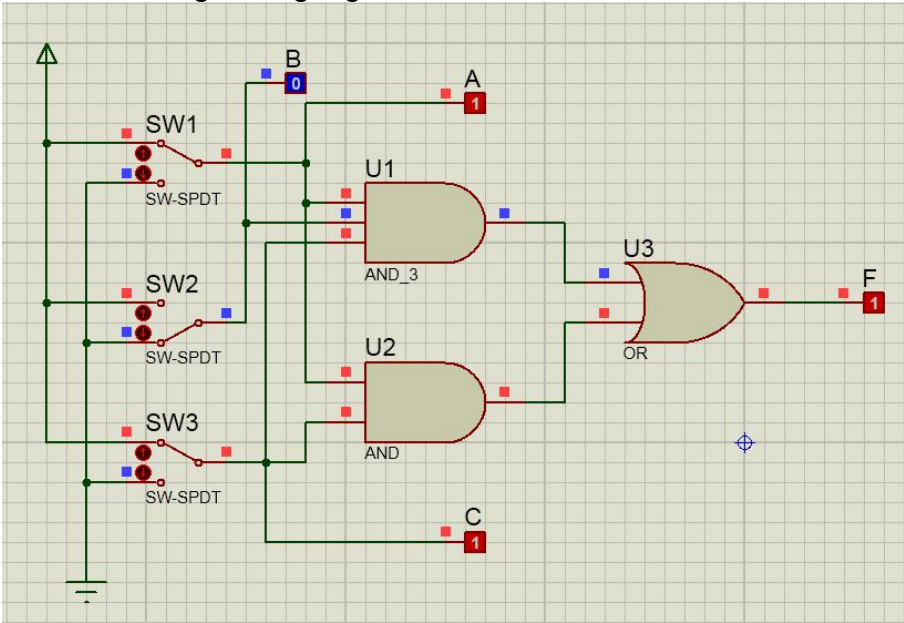 B
0
A
1
SW1
SW-SPDT
U1
AND_3
SW2
SW-SPDT
U3
OR
F
1
U2
AND
SW3
SW-SPDT
C
1